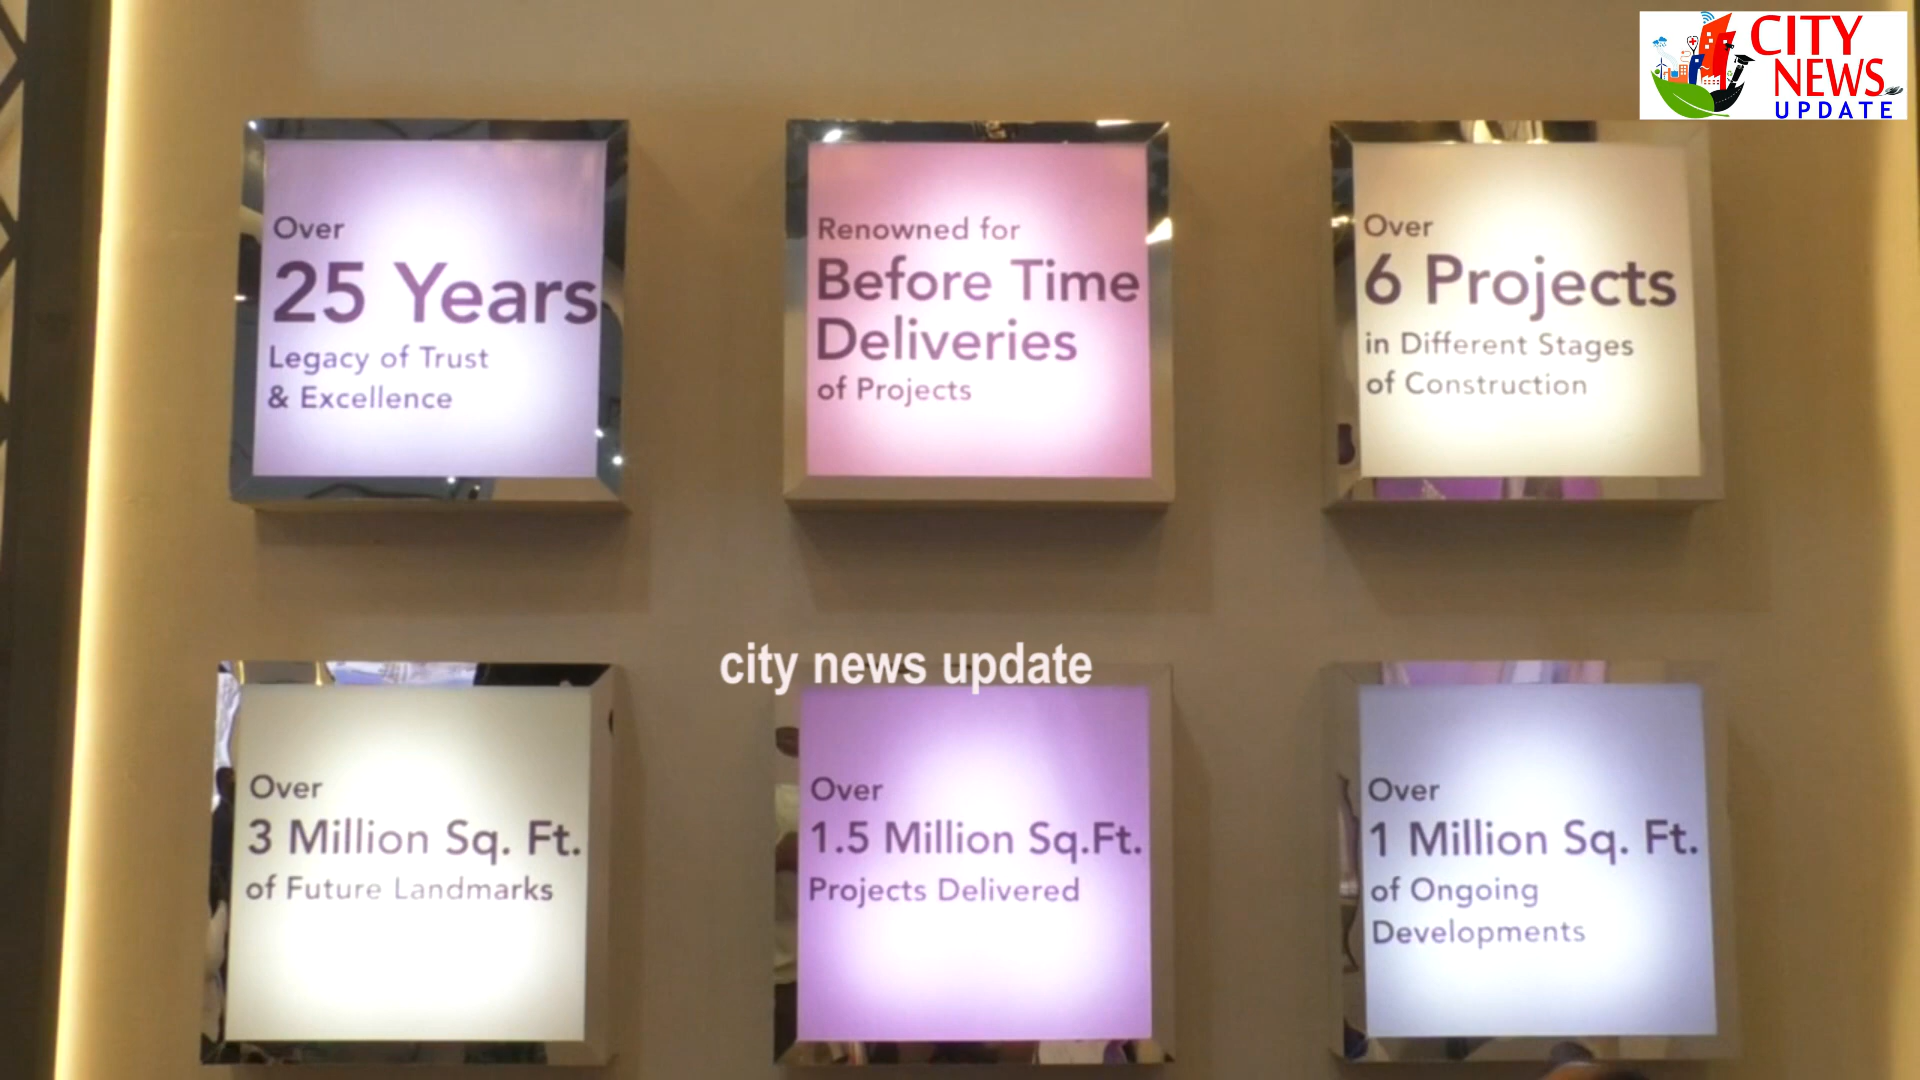 CITY
NEWS
UPDATE
Over
25 Years
Legacy of Trust
& Excellence
Renowned for
Before Time
Deliveries
of Projects
Over
6 Projects
in Different Stages
of Construction
city news update
Over
3 Million Sq. Ft.
of Future Landmarks
Over
1.5 Million Sq.Ft.
Projects Delivered
Over
1 Million Sq. Ft.
of Ongoing
Developments